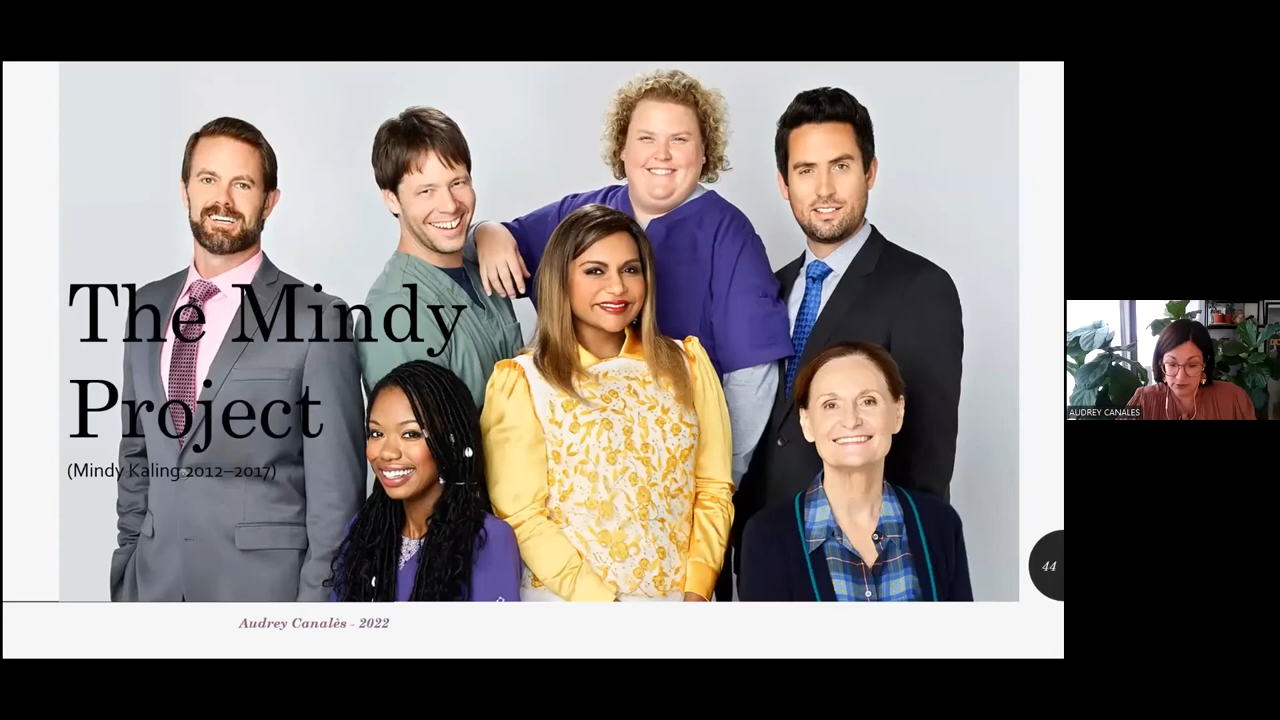 The Mindy
Project
(Mindy Kaling 2012–2017)
44
Audrey Canalès - 2022
AUDREY CANALES